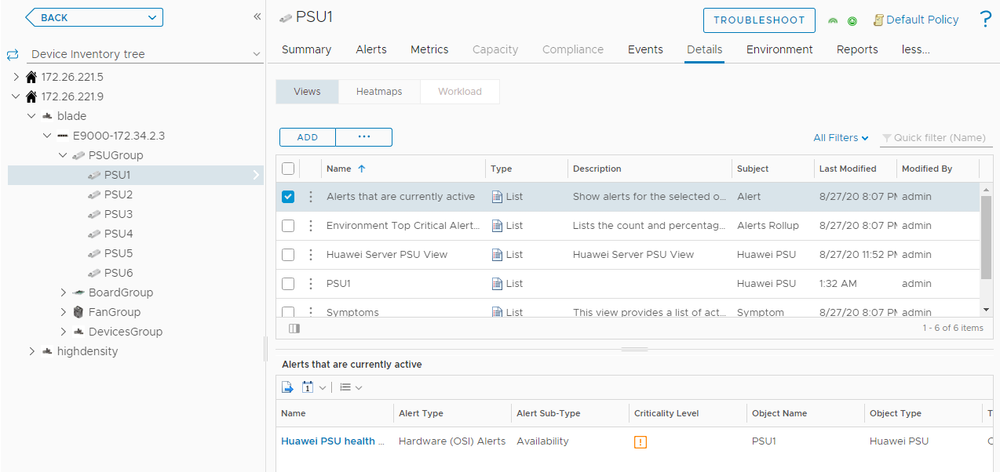 BACK
«
Device Inventory tree
172.26.221.5
172.26.221.9
blade
E9000-172.34.2.3
PSUGroup
PSU1
PSU2
PSU3
PSU4
PSU5
PSU6
BoardGroup
FanGroup
DevicesGroup
highdensity
PSU1
TROUBLESHOOT
Default Policy
?
Summary Alerts Metrics Capacity Compliance Events Details Environment Reports less...
Views Heatmaps Workload
ADD ...
All Filters Quick filter (Name)
Name Type Description Subject Last Modified Modified By
Alerts that are currently active List Show alerts for the selected o... Alert 8/27/20 8:07 PM admin
Environment Top Critical Alert... List Lists the count and percentag... Alerts Rollup 8/27/20 8:07 PM admin
Huawei Server PSU View List Huawei Server PSU View Huawei PSU 8/27/20 11:52 PM admin
PSU1 List Huawei PSU 1:32 AM admin
Symptoms List This view provides a list of act... Symptom 8/27/20 8:07 PM admin
1 - 6 of 6 items
Alerts that are currently active
1
Name Alert Type Alert Sub-Type Criticality Level Object Name Object Type T
Huawei PSU health ... Hardware (OSI) Alerts Availability ! PSU1 Huawei PSU